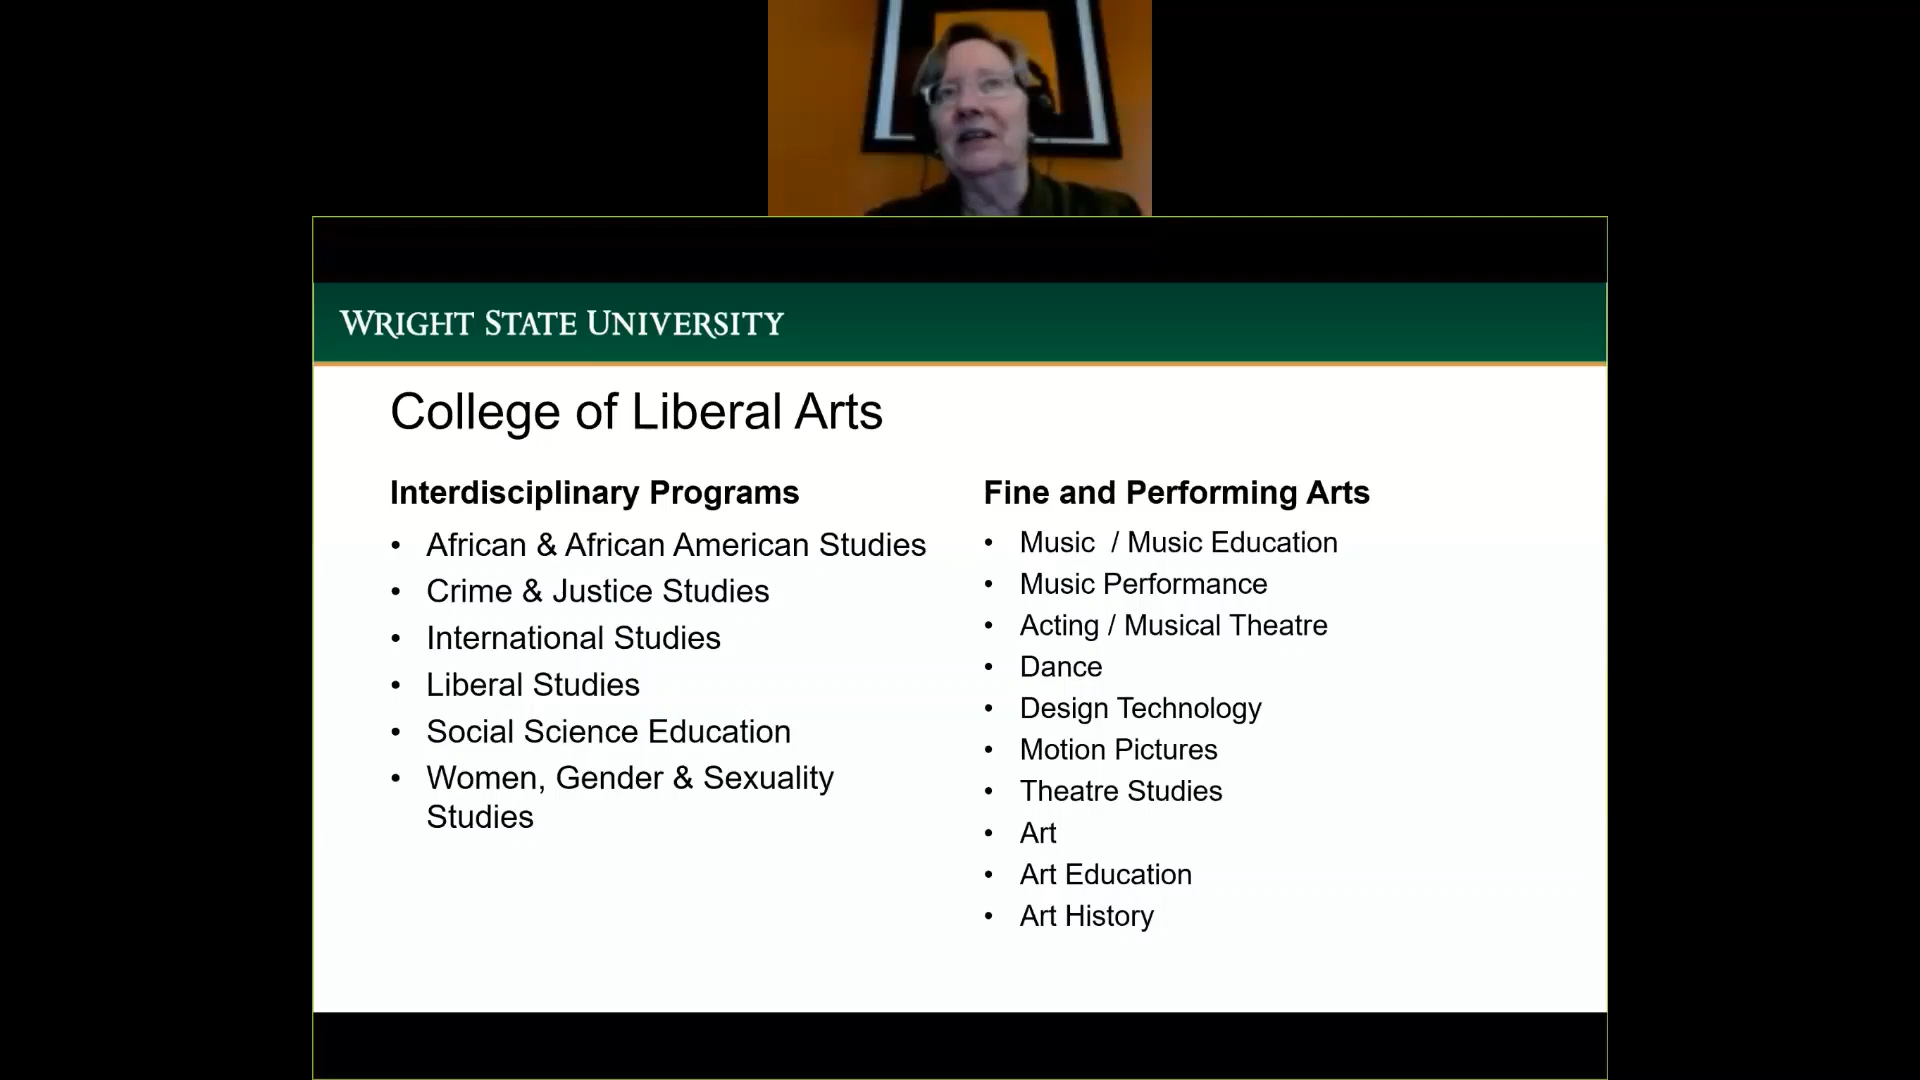 WRIGHT STATE UNIVERSITY
College of Liberal Arts
Interdisciplinary Programs
• African & African American Studies
• Crime & Justice Studies
• International Studies
• Liberal Studies
• Social Science Education
• Women, Gender & Sexuality
Studies
Fine and Performing Arts
• Music / Music Education
• Music Performance
• Acting / Musical Theatre
• Dance
• Design Technology
• Motion Pictures
• Theatre Studies
• Art
• Art Education
• Art History